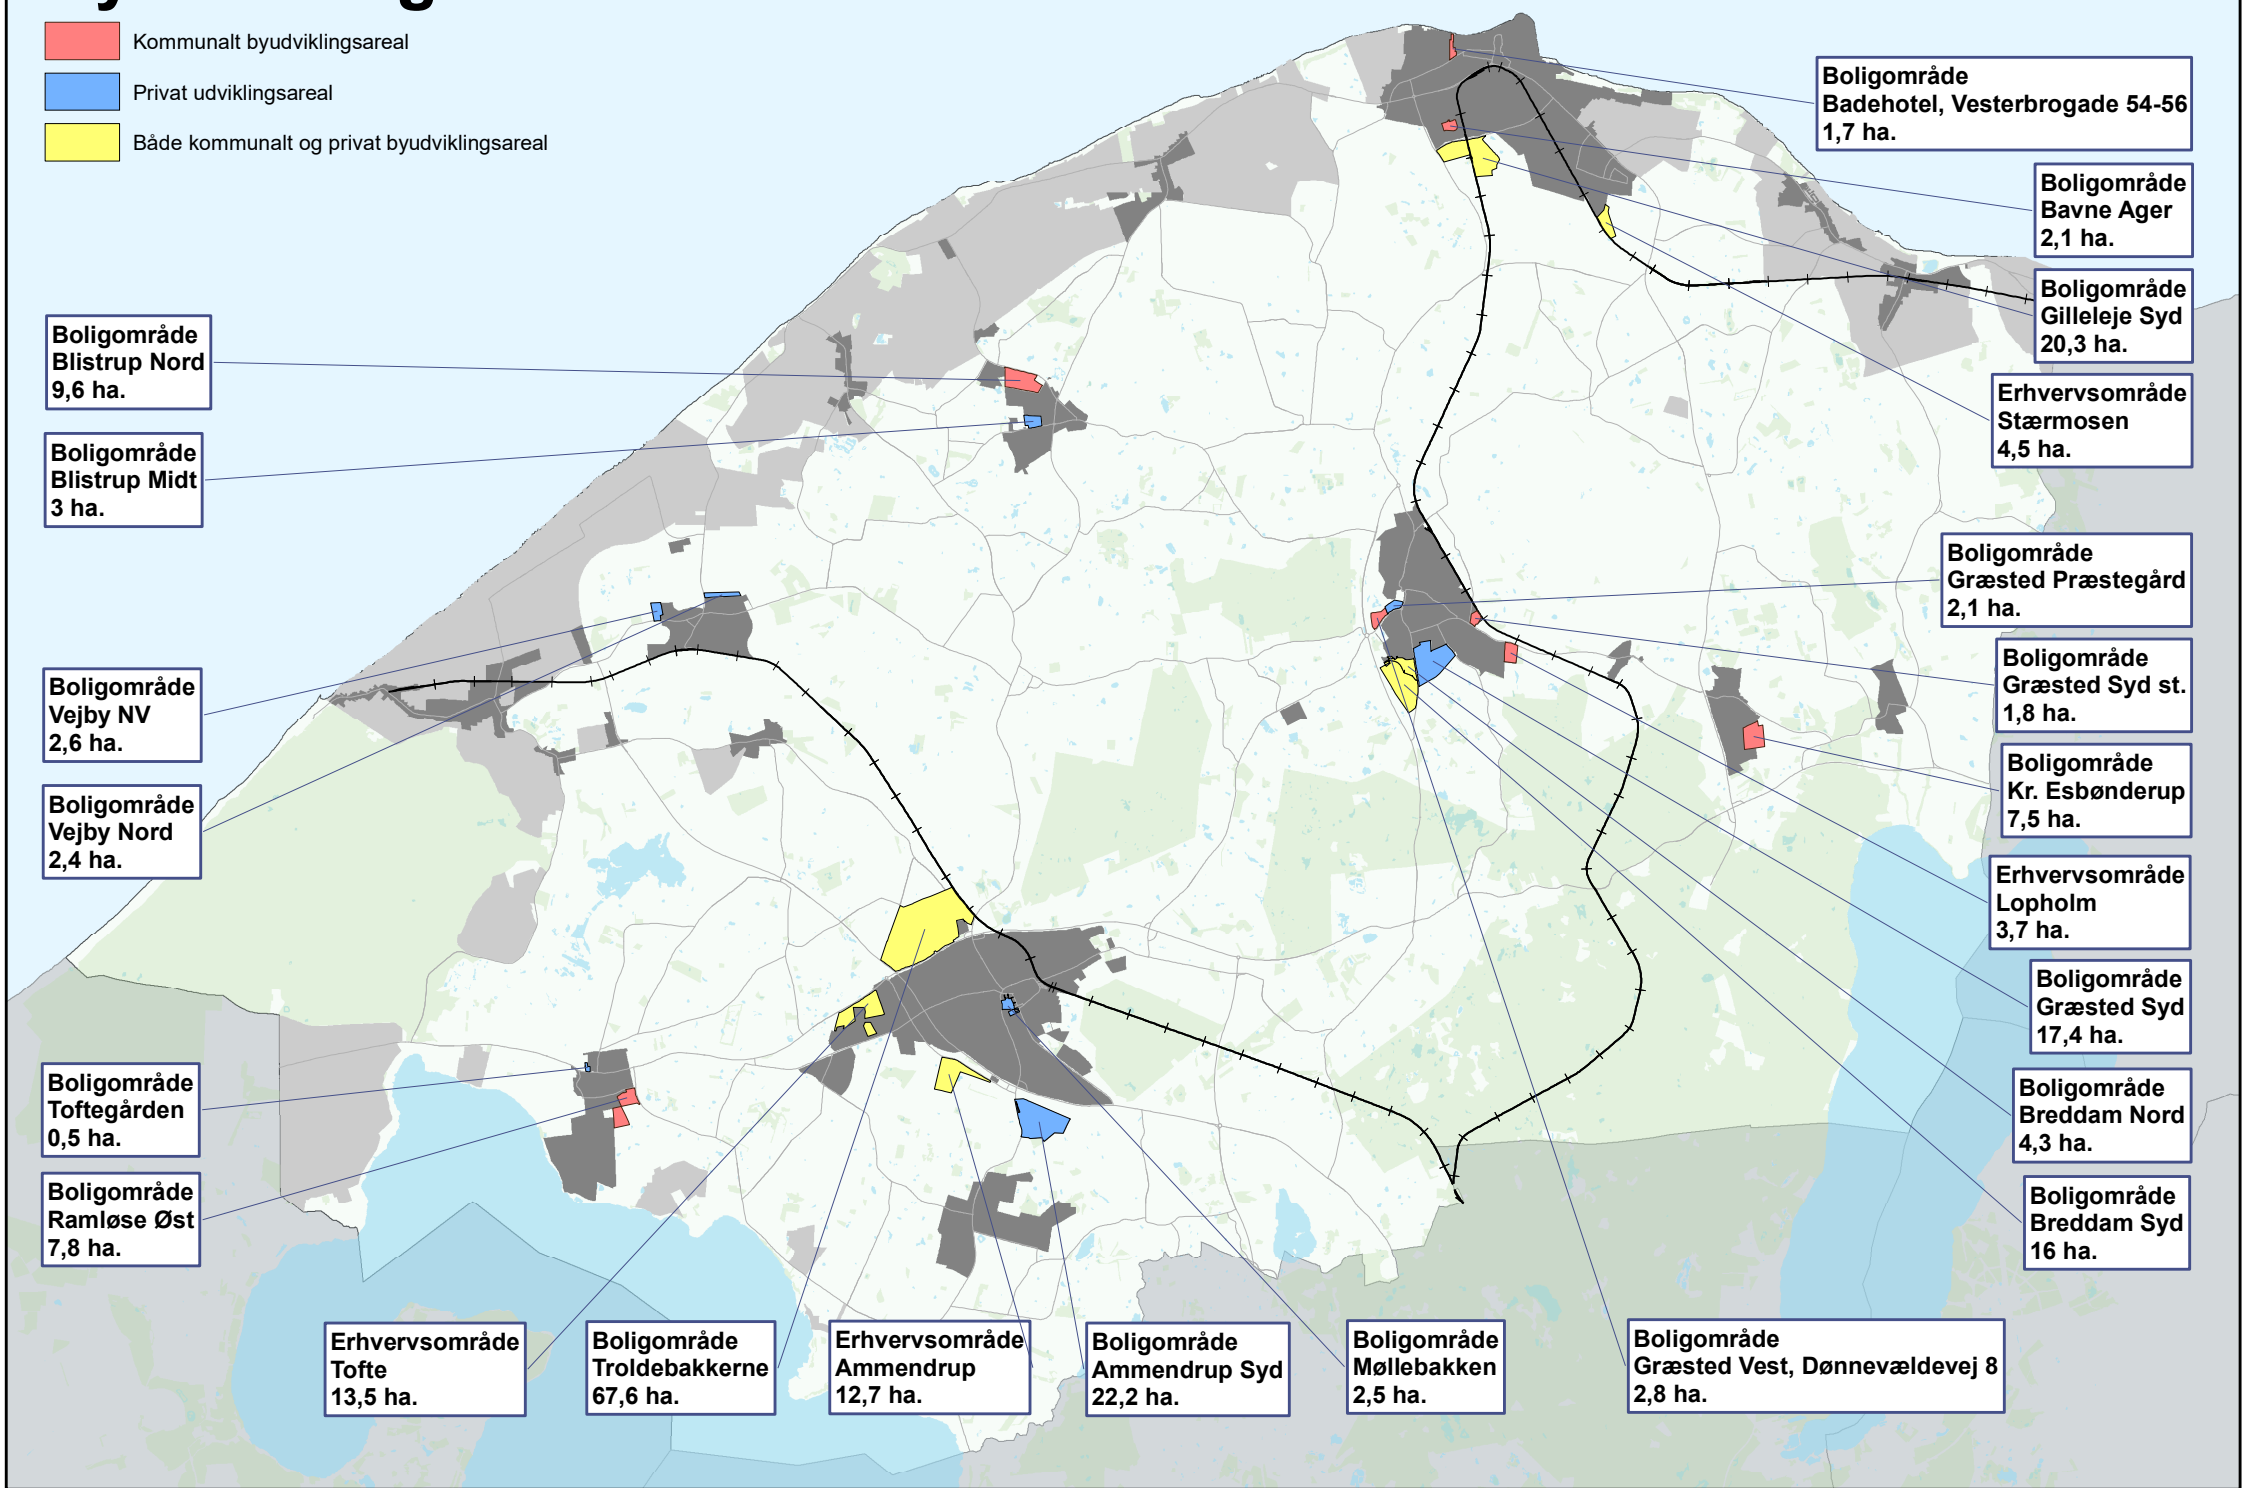 Kommunalt byudviklingsareal
Privat udviklingsareal
Både kommunalt og privat byudviklingsareal
Boligområde
Badehotel, Vesterbrogade 54-56
1,7 ha.
Boligområde
Bavne Ager
2,1 ha.
Boligområde
Gilleleje Syd
20,3 ha.
Erhvervsområde
Stærmosen
4,5 ha.
Boligområde
Blistrup Nord
9,6 ha.
Boligområde
Blistrup Midt
3 ha.
Boligområde
Græsted Præstegård
2,1 ha.
Boligområde
Græsted Syd st.
1,8 ha.
Boligområde
Kr. Esbønderup
7,5 ha.
Boligområde
Vejby NV
2,6 ha.
Boligområde
Vejby Nord
2,4 ha.
Erhvervsområde
Lopholm
3,7 ha.
Boligområde
Græsted Syd
17,4 ha.
Boligområde
Breddam Nord
4,3 ha.
Boligområde
Breddam Syd
16 ha.
Boligområde
Toftegården
0,5 ha.
Boligområde
Ramløse Øst
7,8 ha.
Erhvervsområde
Tofte
13,5 ha.
Boligområde
Troldebakkerne
67,6 ha.
Erhvervsområde
Ammendrup
12,7 ha.
Boligområde
Ammendrup Syd
22,2 ha.
Boligområde
Møllebakken
2,5 ha.
Boligområde
Græsted Vest, Dønnevældevej 8
2,8 ha.